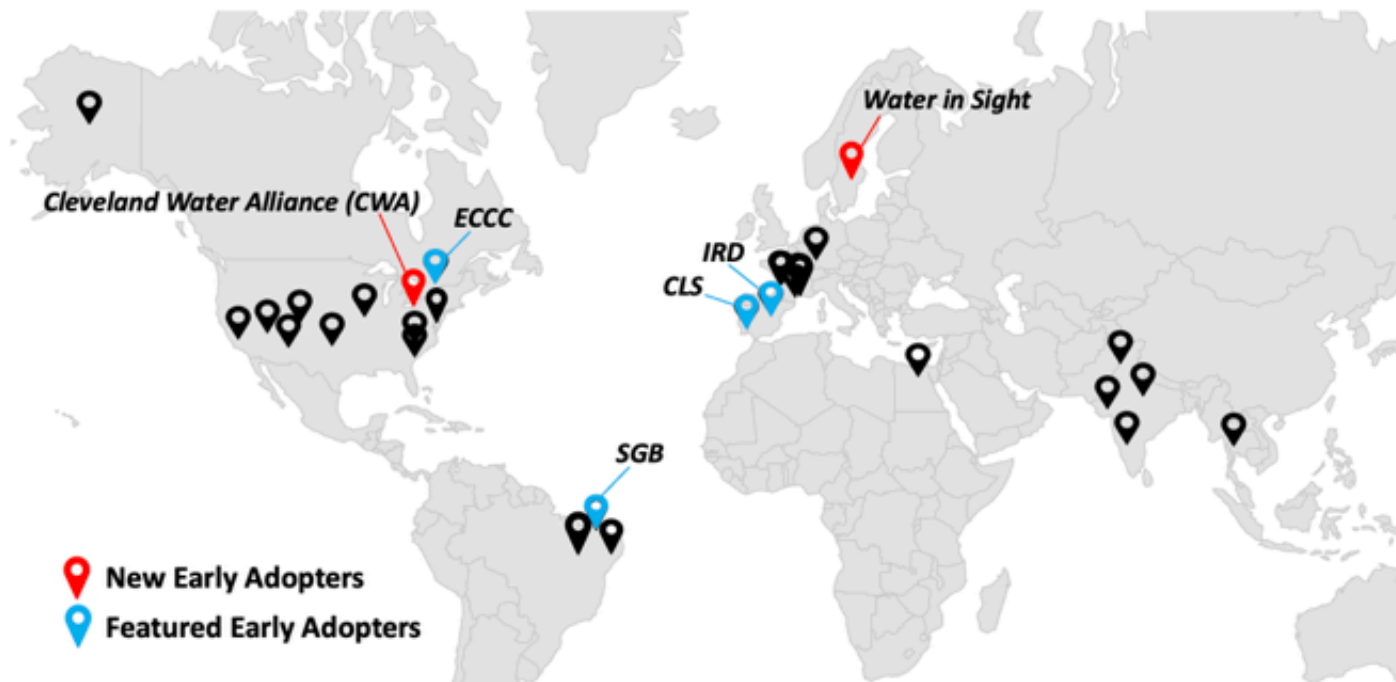 Water in Sight
Cleveland Water Alliance (CWA)
ECCC
IRD
CLS
SGB
New Early Adopters
Featured Early Adopters